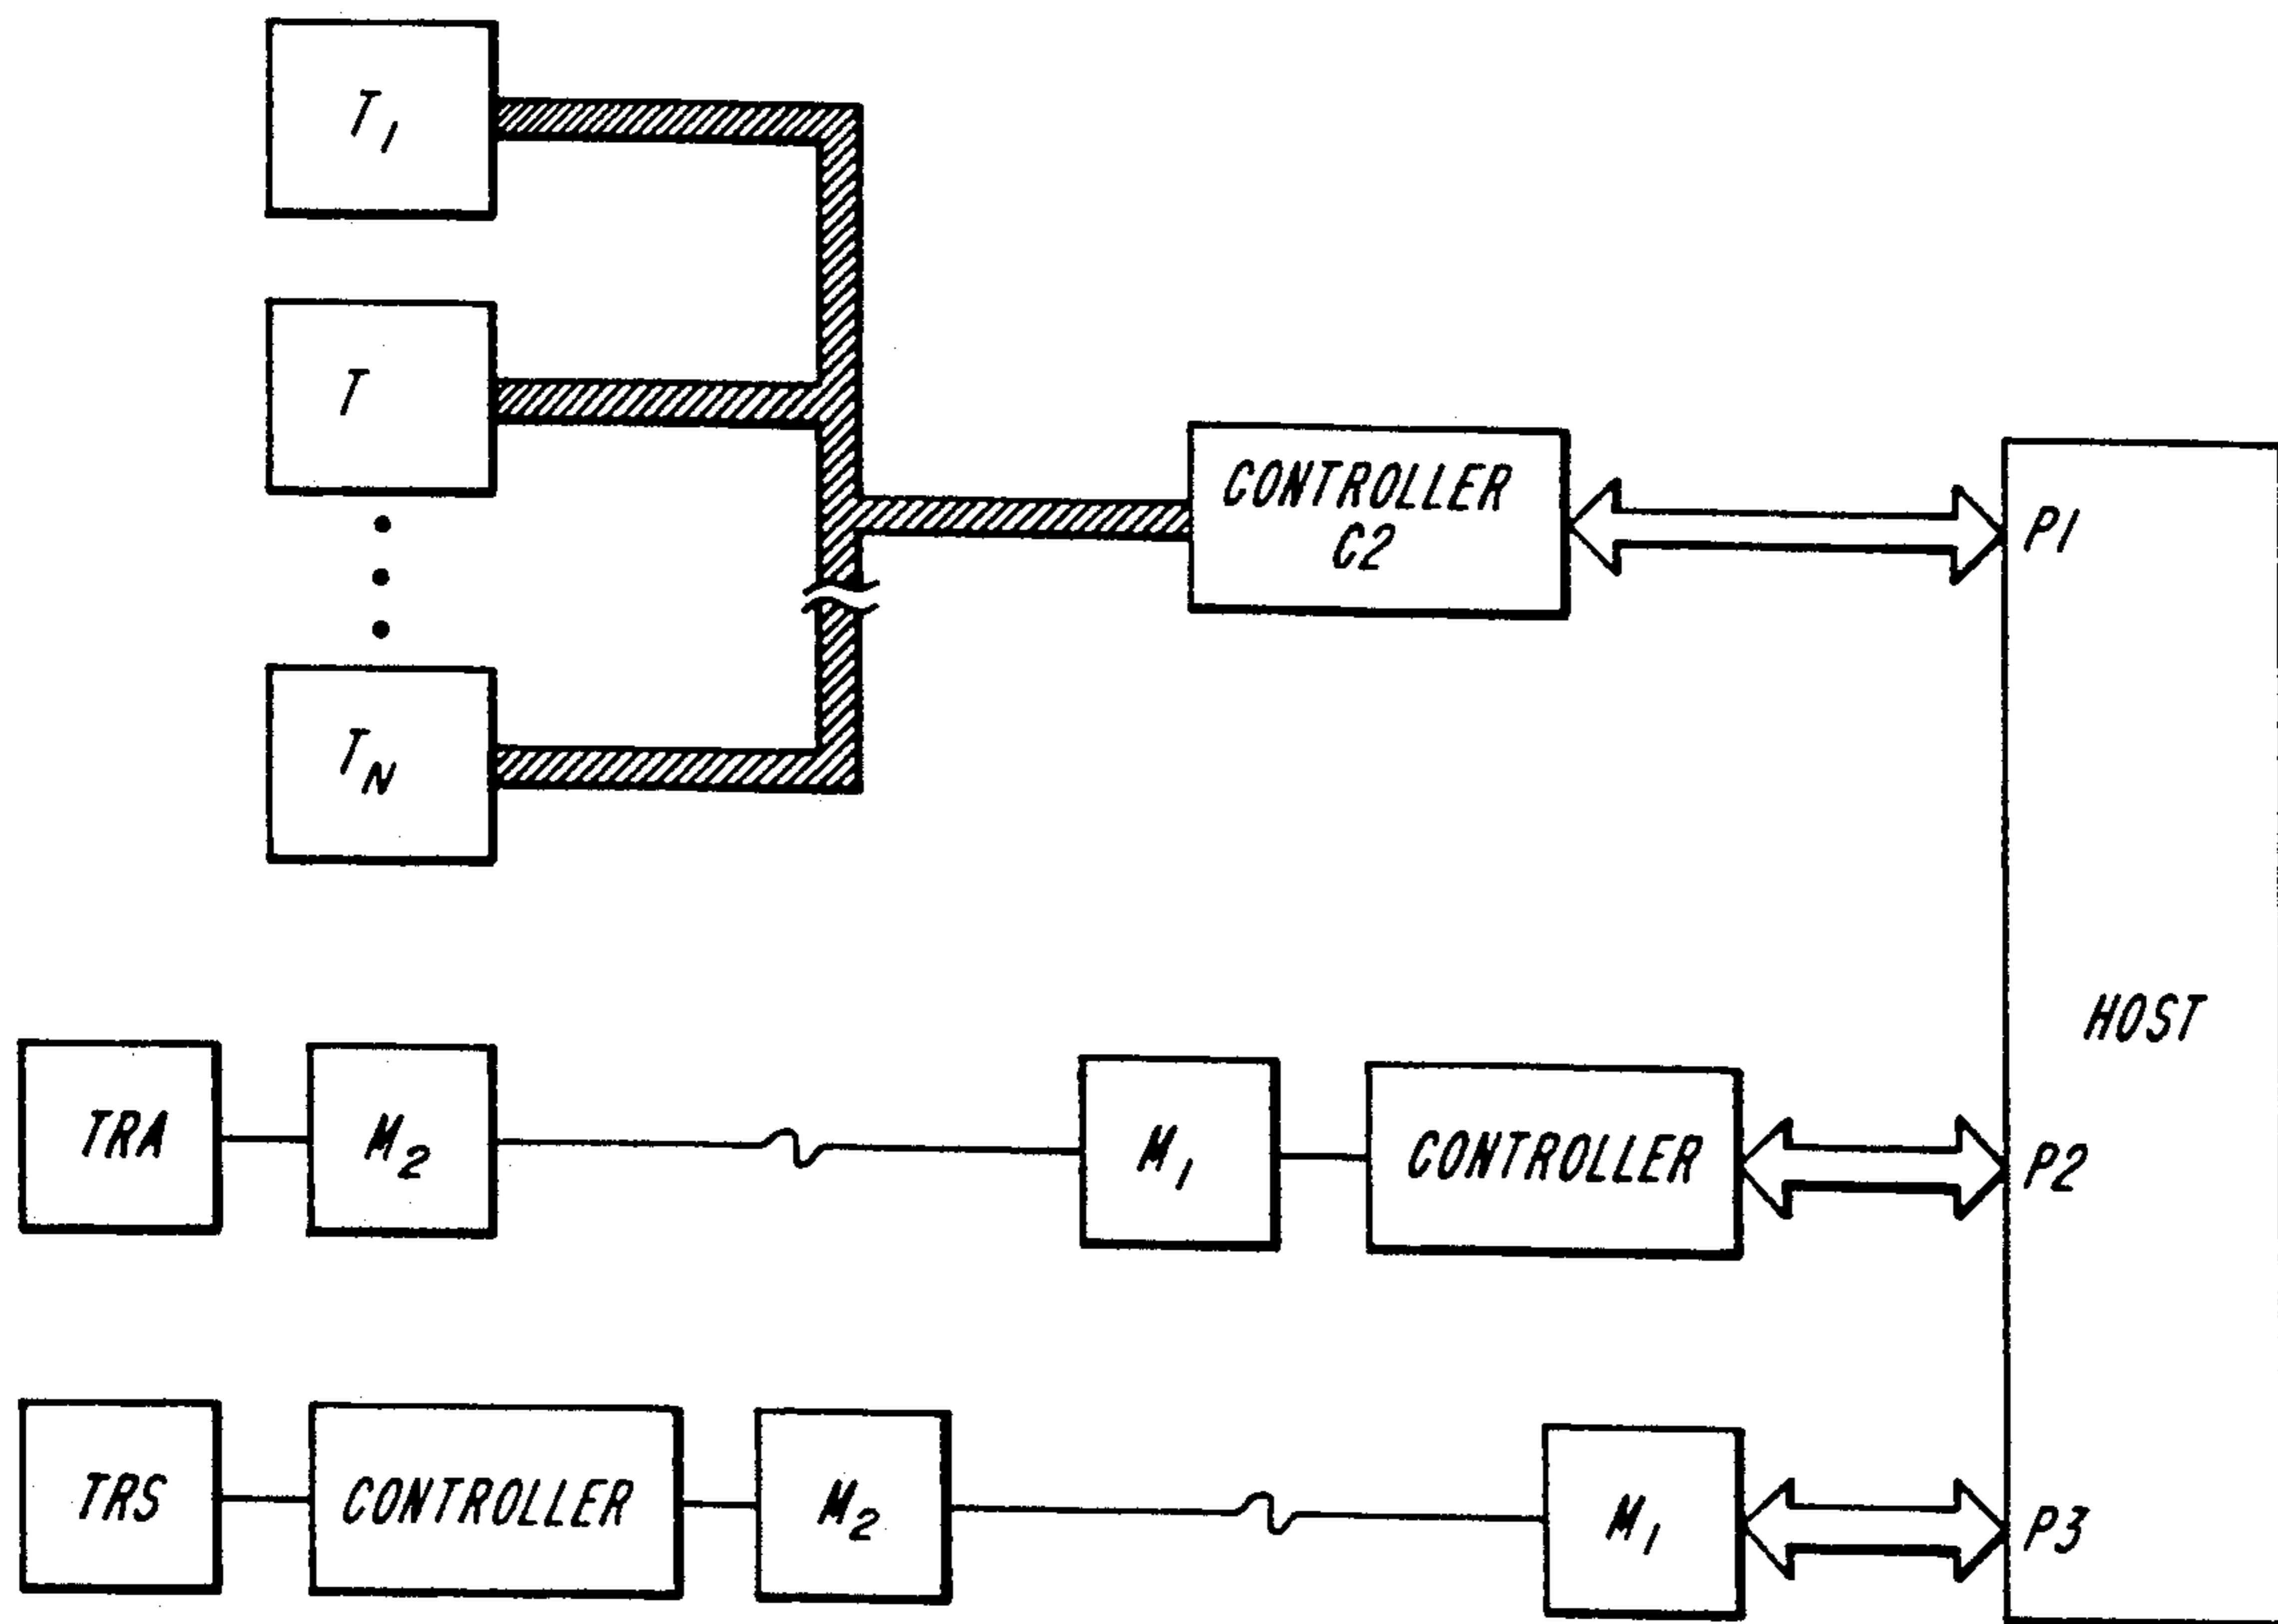 T1
T
CONTROLLER
C2
P1
TN
HOST
TRA
M2
M1
CONTROLLER
P2
TRS
CONTROLLER
M2
M1
P3